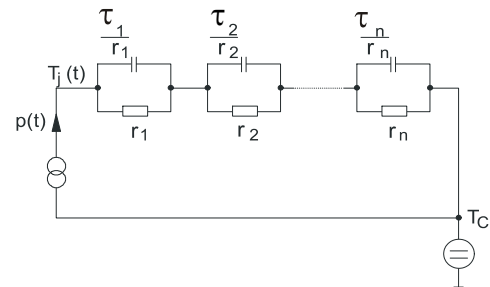 τ1 τ2 τn
r1 r2 rn
Tj (t)
p(t)
r1 r2 rn
TC